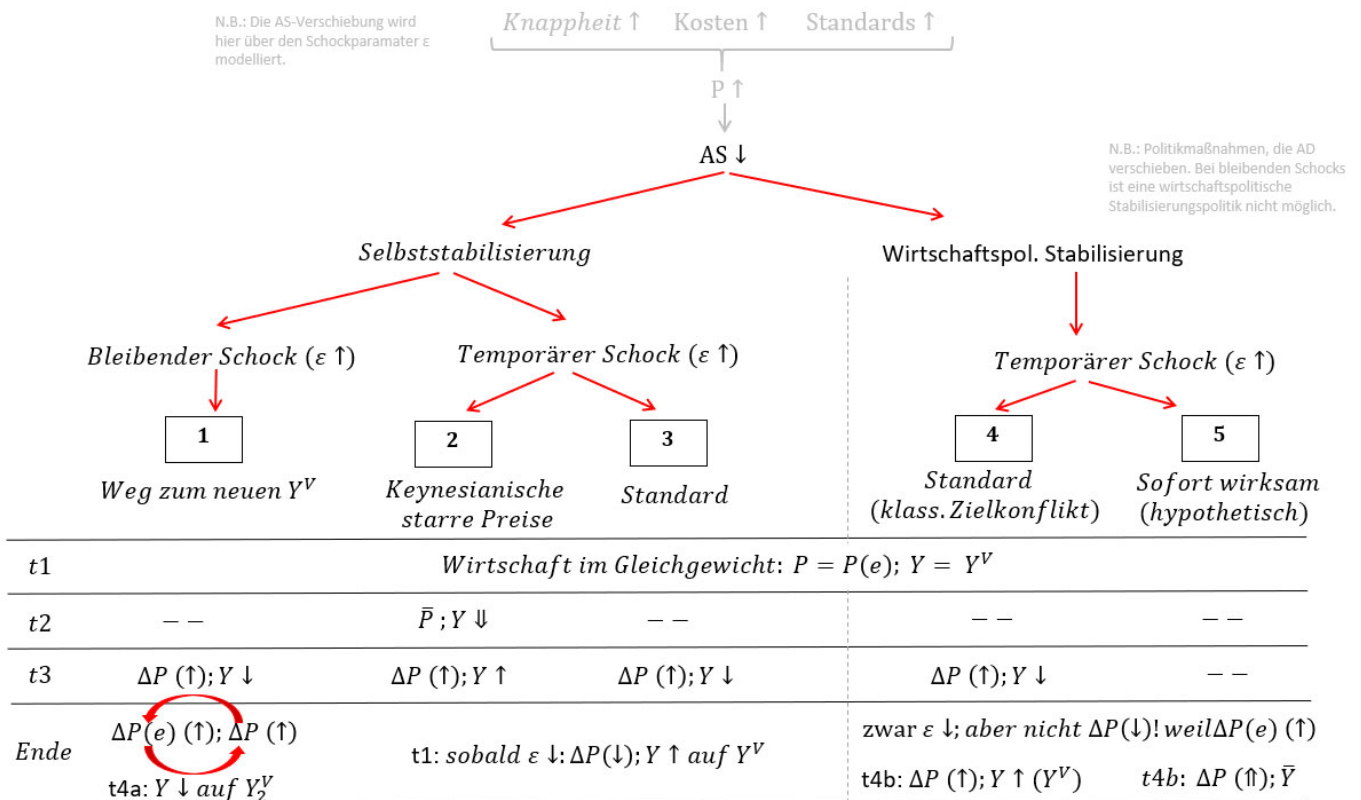 N.B.: Die AS-Verschiebung wird
hier über den Schockparamater ε
modelliert.
Knappheit ↑ Kosten ↑ Standards ↑
P ↑
AS ↓
N.B.: Politikmaßnahmen, die AD
verschieben. Bei bleibenden Schocks
ist eine wirtschaftspolitische
Stabilisierungspolitik nicht möglich.
Selbststabilisierung
Wirtschaftspol. Stabilisierung
Bleibender Schock (ε ↑)
Temporärer Schock (ε ↑)
Temporärer Schock (ε ↑)
1
2
3
4
5
Weg zum neuen Y^V
Keynesianische
starre Preise
Standard
Standard
(klass. Zielkonflikt)
Sofort wirksam
(hypothetisch)
t1 Wirtschaft im Gleichgewicht: P = P(e); Y = Y^V
t2 −− P̄ ; Y ⇓ −− −− −−
t3 ΔP (↑); Y ↓ ΔP (↑); Y ↑ ΔP (↑); Y ↓ ΔP (↑); Y ↓ −−
Ende
ΔP(e) (↑); ΔP (↑)
t4a: Y ↓ auf Y₂^V
t1: sobald ε ↓: ΔP(↓); Y ↑ auf Y^V
zwar ε ↓; aber nicht ΔP(↓)! weilΔP(e) (↑)
t4b: ΔP (↑); Y ↑ (Y^V)
t4b: ΔP (⇑); Ȳ